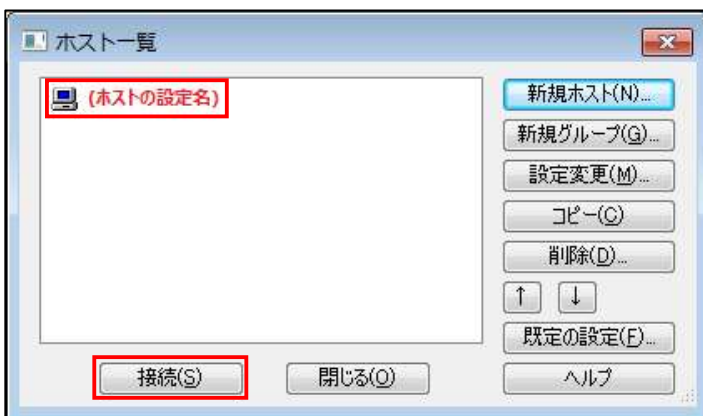 ホスト一覧
(ホストの設定名)
新規ホスト(N)...
新規グループ(G)...
設定変更(M)...
コピー(C)
削除(D)...
↑ ↓
既定の設定(E)...
接続(S) 閉じる(O) ヘルプ